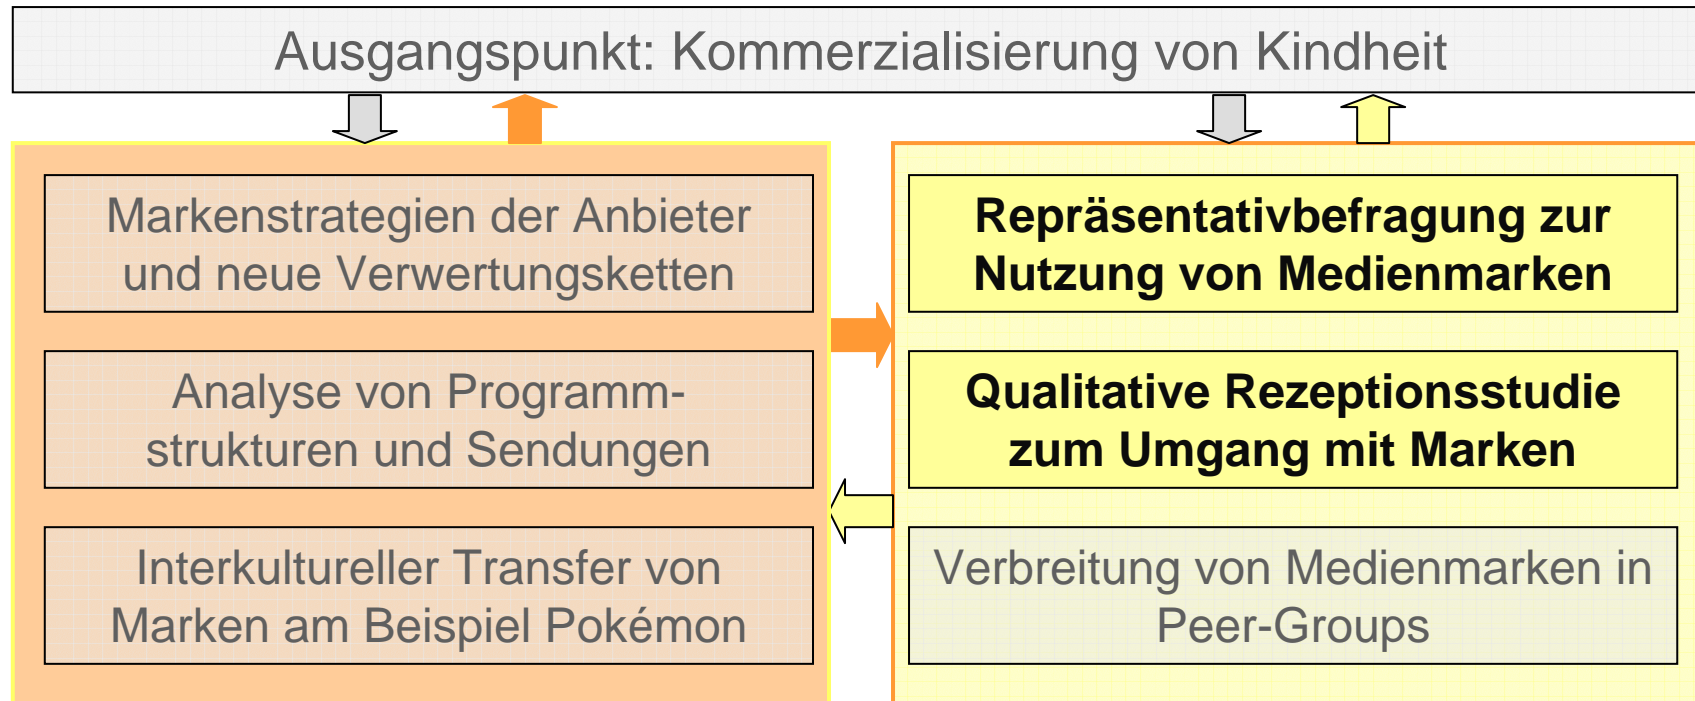 Ausgangspunkt: Kommerzialisierung von Kindheit
Markenstrategien der Anbieter
und neue Verwertungsketten
Analyse von Programm-
strukturen und Sendungen
Interkultureller Transfer von
Marken am Beispiel Pokémon
Repräsentativbefragung zur
Nutzung von Medienmarken
Qualitative Rezeptionsstudie
zum Umgang mit Marken
Verbreitung von Medienmarken in
Peer-Groups